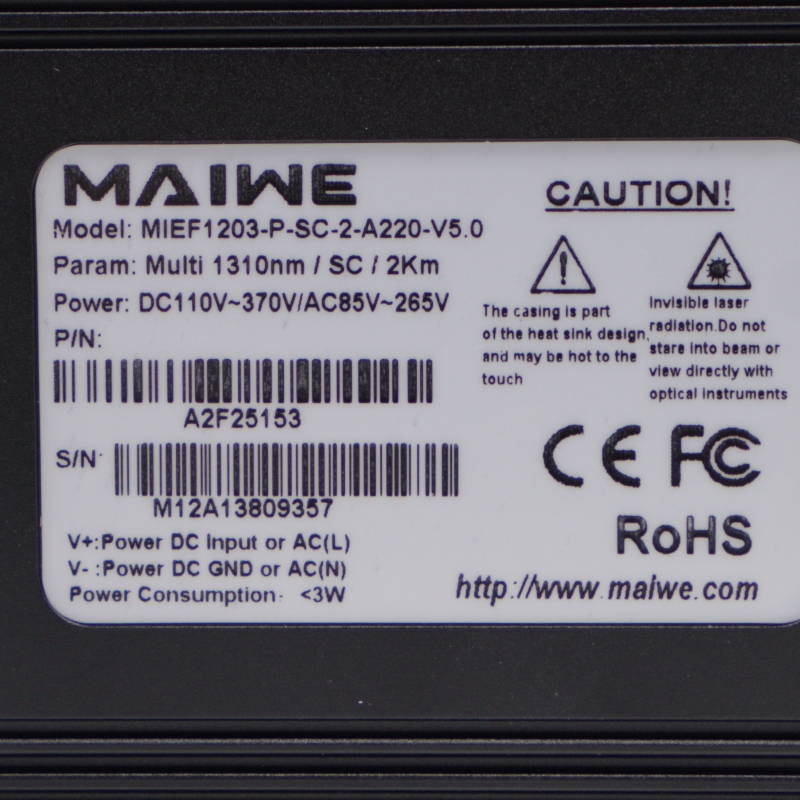 MAIWE
Model: MIEF1203-P-SC-2-A220-V5.0
Param: Multi 1310nm / SC / 2Km
Power: DC110V~370V/AC85V~265V
P/N:
A2F25153
S/N:
M12A13809357
V+:Power DC Input or AC(L)
V- :Power DC GND or AC(N)
Power Consumption: <3W
CAUTION!
The casing is part
of the heat sink design,
and may be hot to the
touch
Invisible laser
radiation.Do not
stare into beam or
view directly with
optical instruments
CE FC
RoHS
http://www.maiwe.com